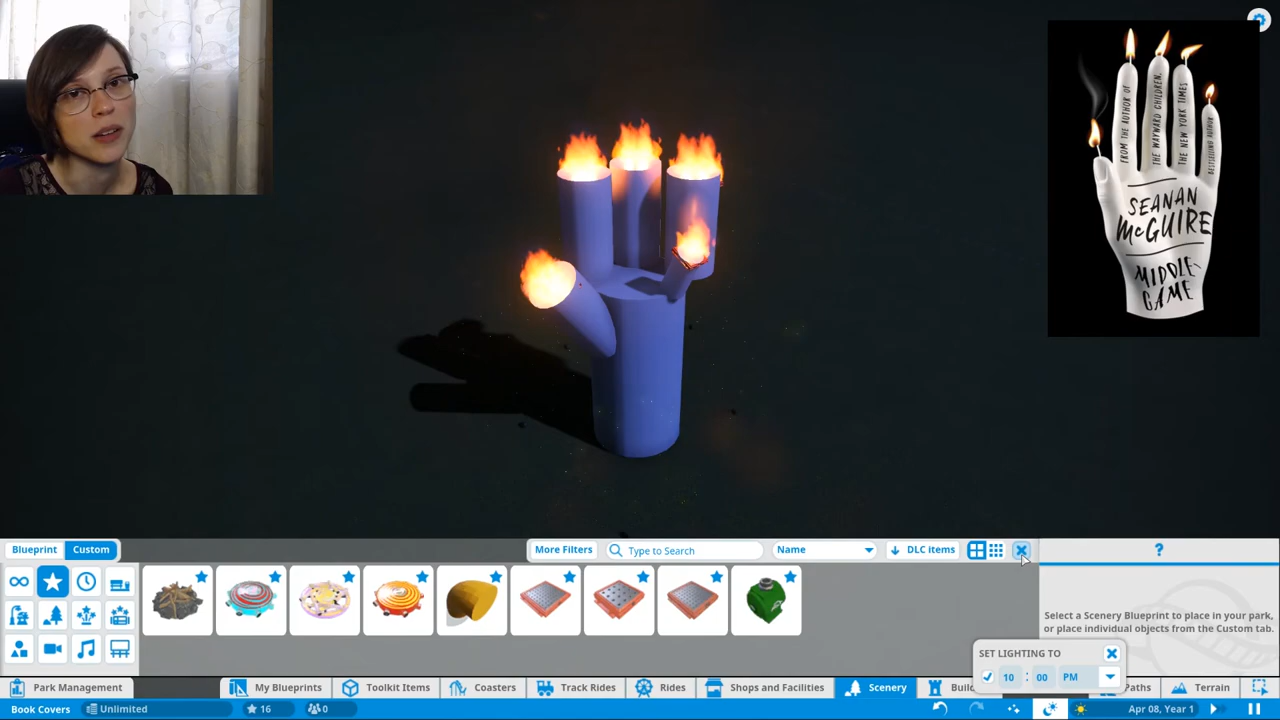 FROM THE AUTHOR OF
THE WAYWARD CHILDREN,
THE NEW YORK TIMES
BESTSELLING AUTHOR
SEANAN
McGUIRE
MIDDLE-
GAME
Blueprint
Custom
More Filters
Type to Search
Name
DLC items
?
Select a Scenery Blueprint to place in your park,
or place individual objects from the Custom tab.
SET LIGHTING TO
10 : 00 PM
Park Management
My Blueprints
Toolkit Items
Coasters
Track Rides
Rides
Shops and Facilities
Scenery
Buil
Paths
Terrain
Book Covers
Unlimited
16
0
Apr 08, Year 1